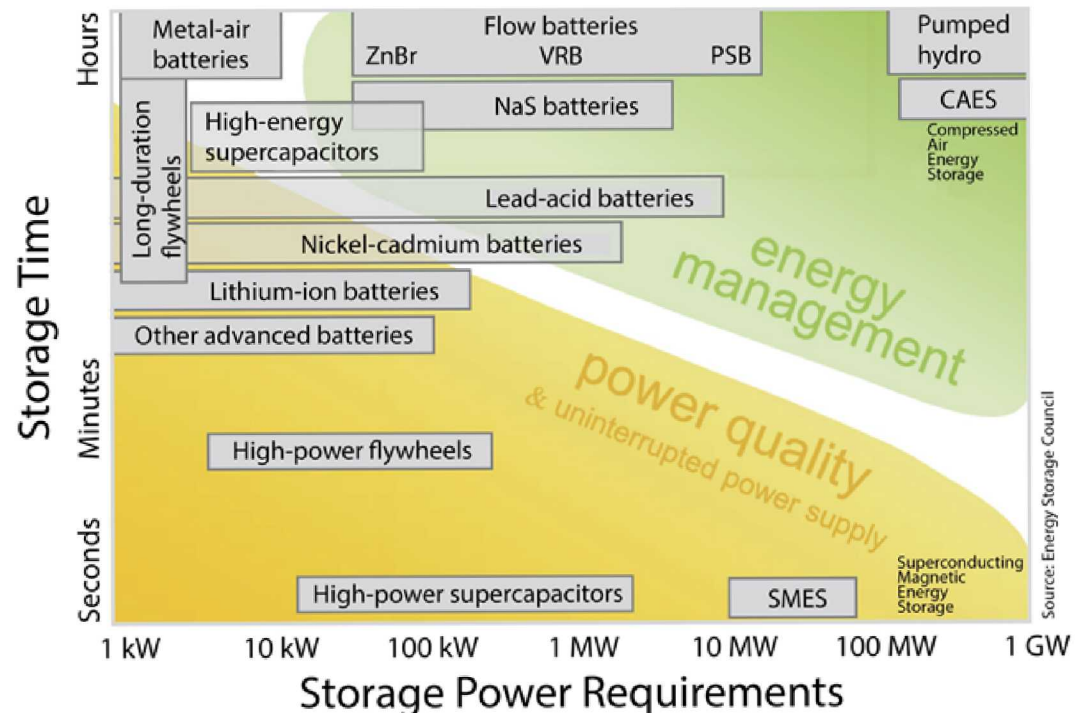 Storage Time
Hours
Minutes
Seconds
Metal-air
batteries
Flow batteries
ZnBr VRB PSB
Pumped
hydro
NaS batteries
CAES
Compressed
Air
Energy
Storage
High-energy
supercapacitors
Long-duration
flywheels
Lead-acid batteries
Nickel-cadmium batteries
Lithium-ion batteries
Other advanced batteries
energy
management
power quality
& uninterrupted power supply
High-power flywheels
High-power supercapacitors
SMES
Superconducting
Magnetic
Energy
Storage
Source: Energy Storage Council
1 kW 10 kW 100 kW 1 MW 10 MW 100 MW 1 GW
Storage Power Requirements